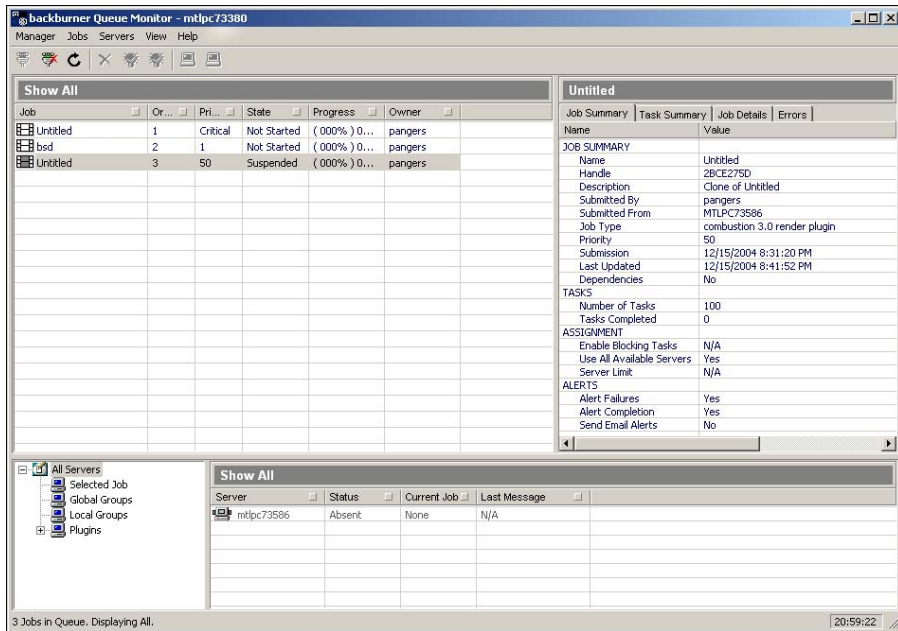 backburner Queue Monitor - mtlpc73380
Manager Jobs Servers View Help
Show All
Job Or... Pri... State Progress Owner
Untitled 1 Critical Not Started ( 000% ) 0... pangers
bsd 2 1 Not Started ( 000% ) 0... pangers
Untitled 3 50 Suspended ( 000% ) 0... pangers
Untitled
Job Summary Task Summary Job Details Errors
Name Value
JOB SUMMARY
Name Untitled
Handle 2BCE275D
Description Clone of Untitled
Submitted By pangers
Submitted From MTLPC73586
Job Type combustion 3.0 render plugin
Priority 50
Submission 12/15/2004 8:31:20 PM
Last Updated 12/15/2004 8:41:52 PM
Dependencies No
TASKS
Number of Tasks 100
Tasks Completed 0
ASSIGNMENT
Enable Blocking Tasks N/A
Use All Available Servers Yes
Server Limit N/A
ALERTS
Alert Failures Yes
Alert Completion Yes
Send Email Alerts No
All Servers
Selected Job
Global Groups
Local Groups
Plugins
Show All
Server Status Current Job Last Message
mtlpc73586 Absent None N/A
3 Jobs in Queue. Displaying All.
20:59:22